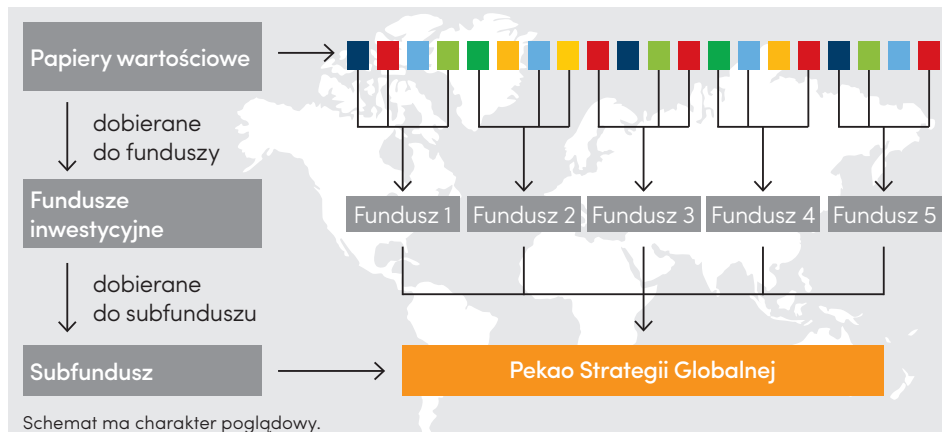 Papiery wartościowe
dobierane
do funduszy
Fundusze
inwestycyjne
Fundusz 1
Fundusz 2
Fundusz 3
Fundusz 4
Fundusz 5
dobierane
do subfunduszu
Subfundusz
Pekao Strategii Globalnej
Schemat ma charakter poglądowy.